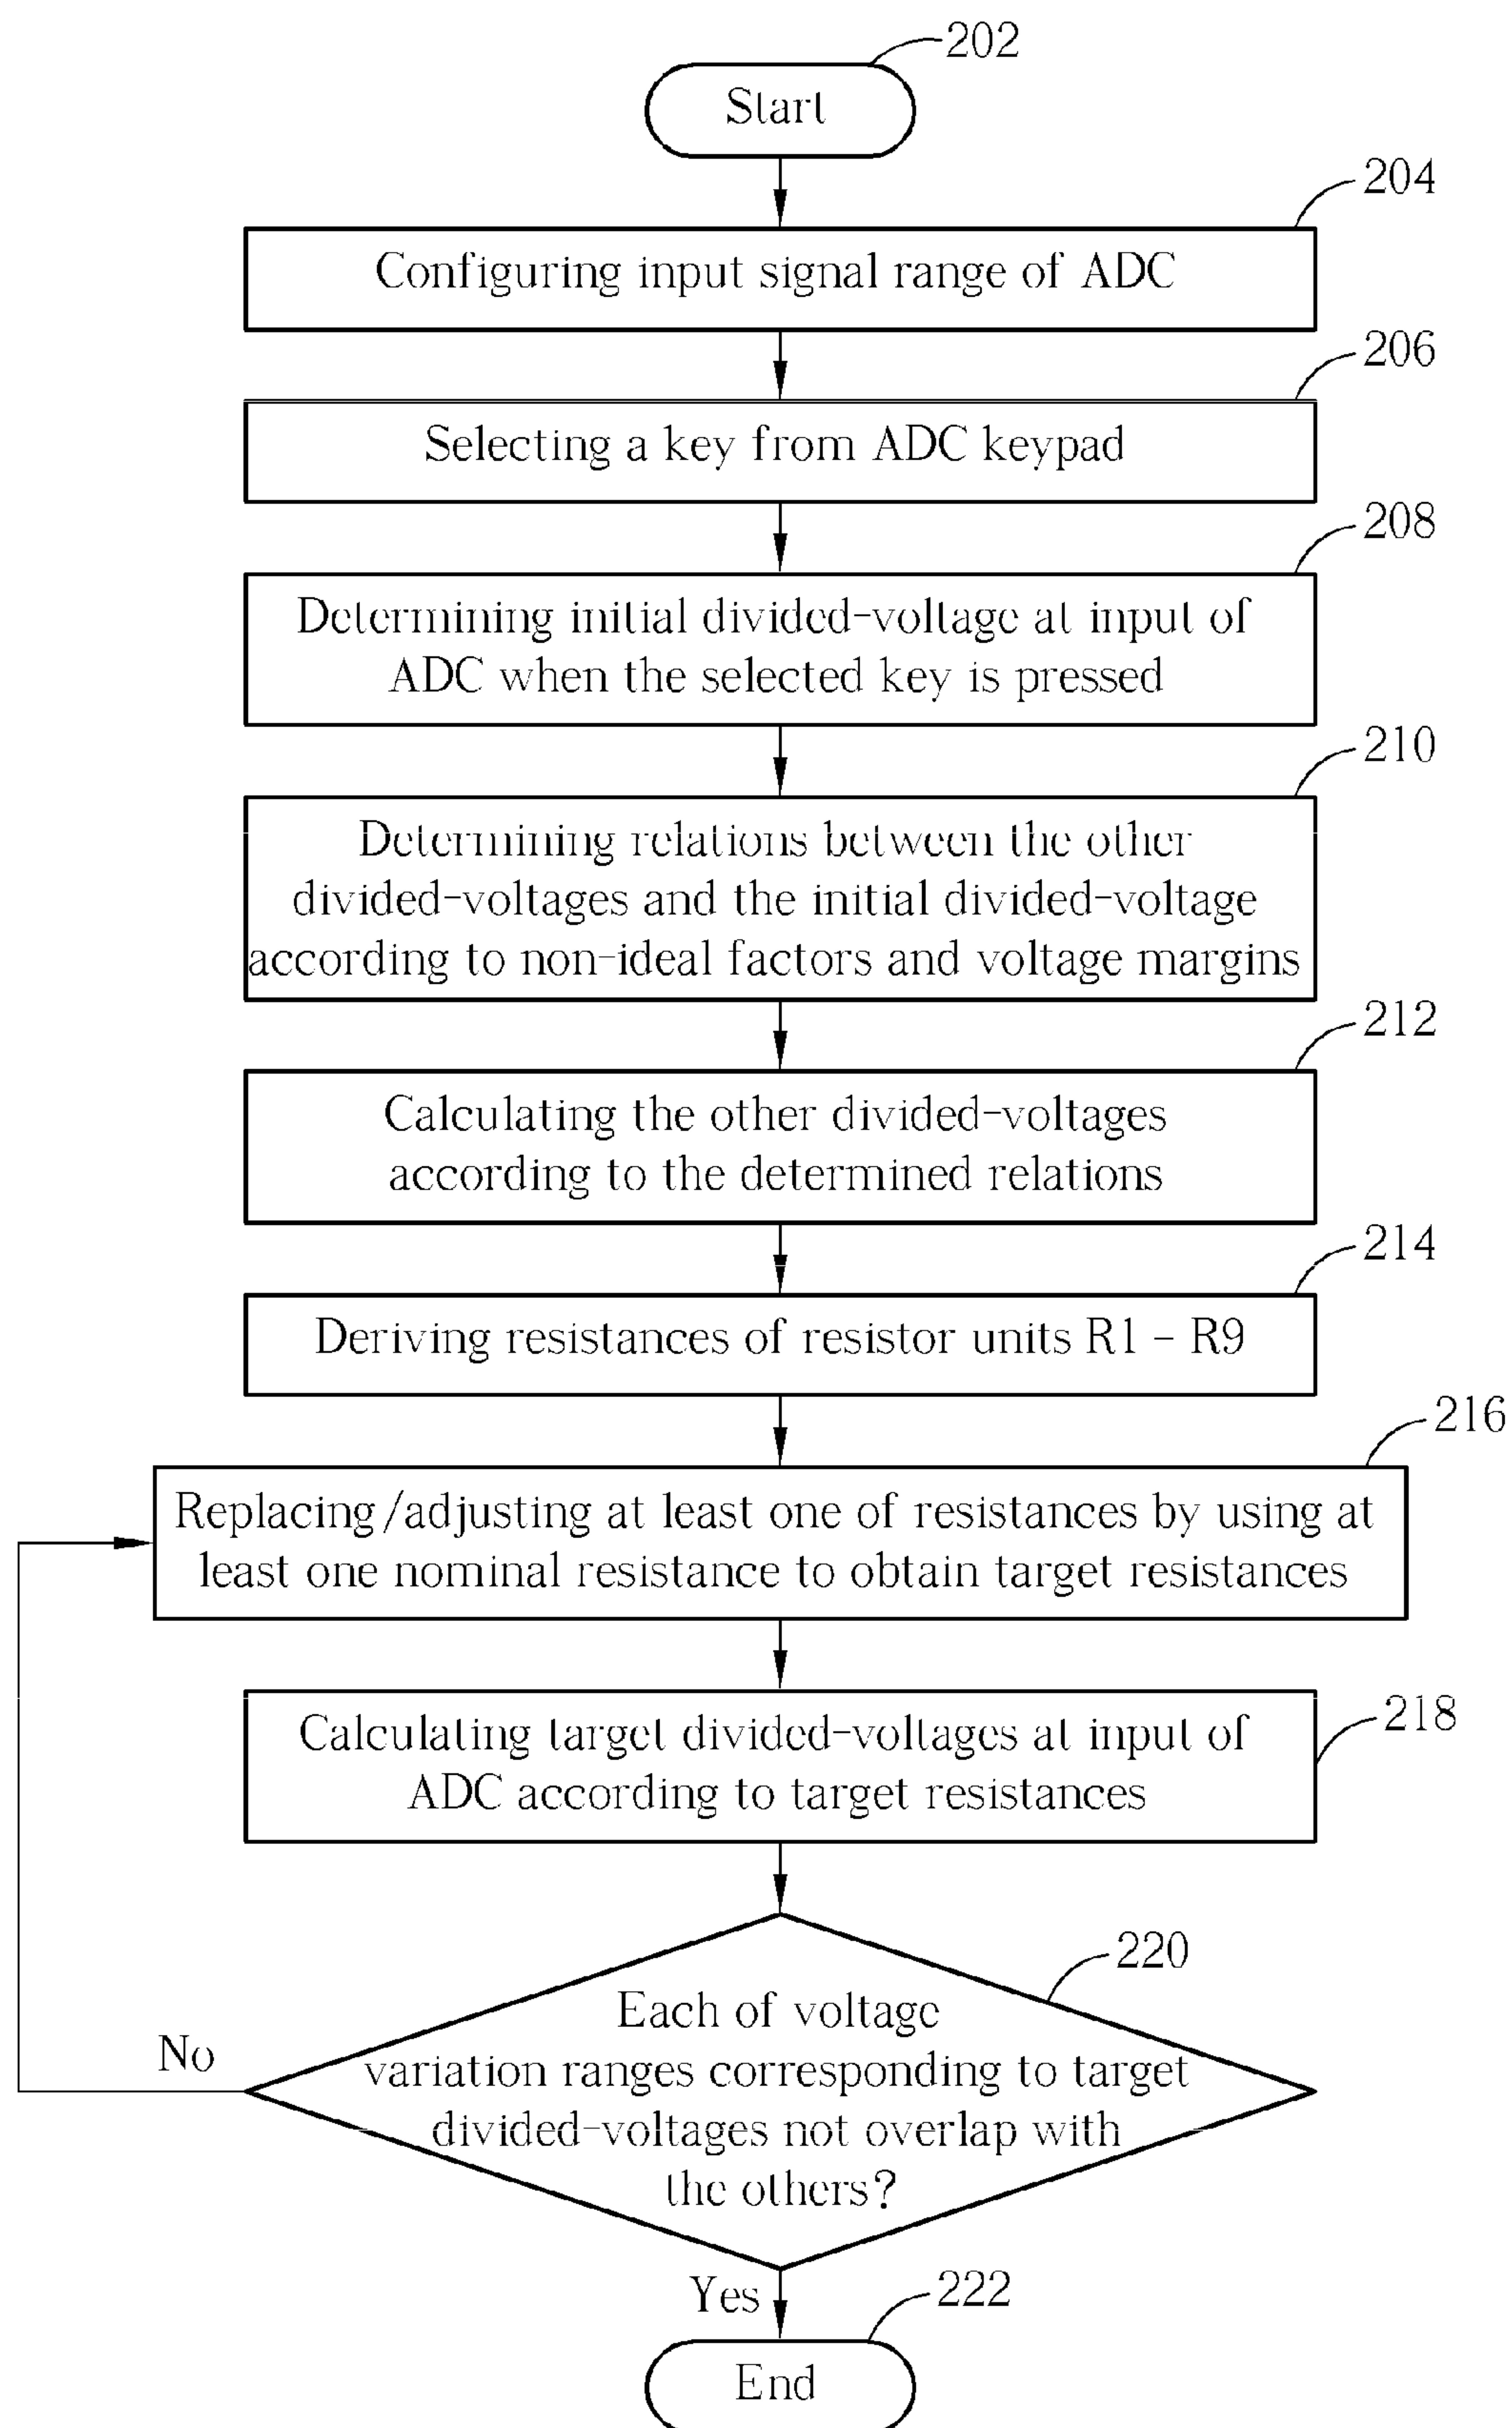 202
Start
204
Configuring input signal range of ADC
206
Selecting a key from ADC keypad
208
Determining initial divided-voltage at input of
ADC when the selected key is pressed
210
Determining relations between the other
divided-voltages and the initial divided-voltage
according to non-ideal factors and voltage margins
212
Calculating the other divided-voltages
according to the determined relations
214
Deriving resistances of resistor units R1 - R9
216
Replacing/adjusting at least one of resistances by using at
least one nominal resistance to obtain target resistances
218
Calculating target divided-voltages at input of
ADC according to target resistances
220
Each of voltage
variation ranges corresponding to target
divided-voltages not overlap with
the others?
No
Yes
222
End